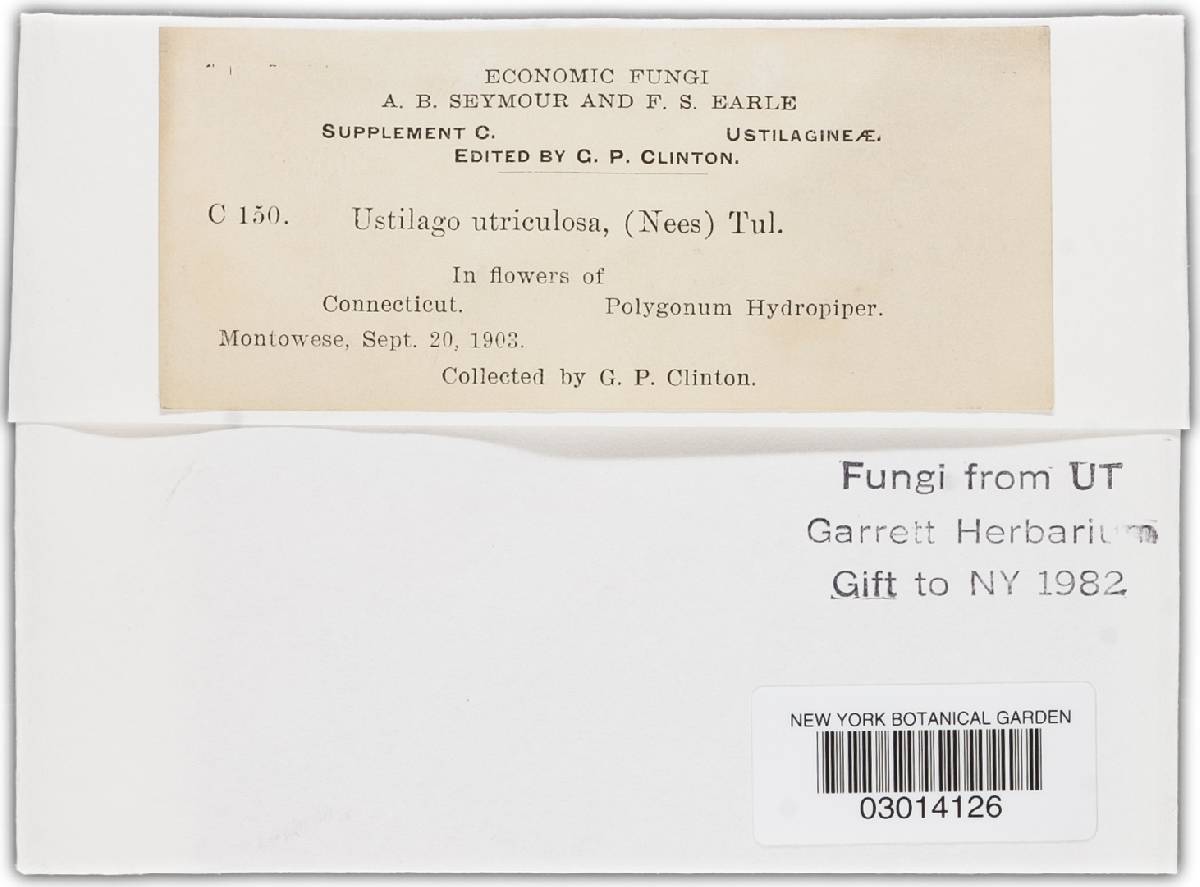 ECONOMIC FUNGI
A. B. SEYMOUR AND F. S. EARLE
SUPPLEMENT C. USTILAGINEÆ.
EDITED BY G. P. CLINTON.
C 150. Ustilago utriculosa, (Nees) Tul.
In flowers of
Connecticut. Polygonum Hydropiper.
Montowese, Sept. 20, 1903.
Collected by G. P. Clinton.
Fungi from UT
Garrett Herbarium
Gift to NY 1982
NEW YORK BOTANICAL GARDEN
03014126